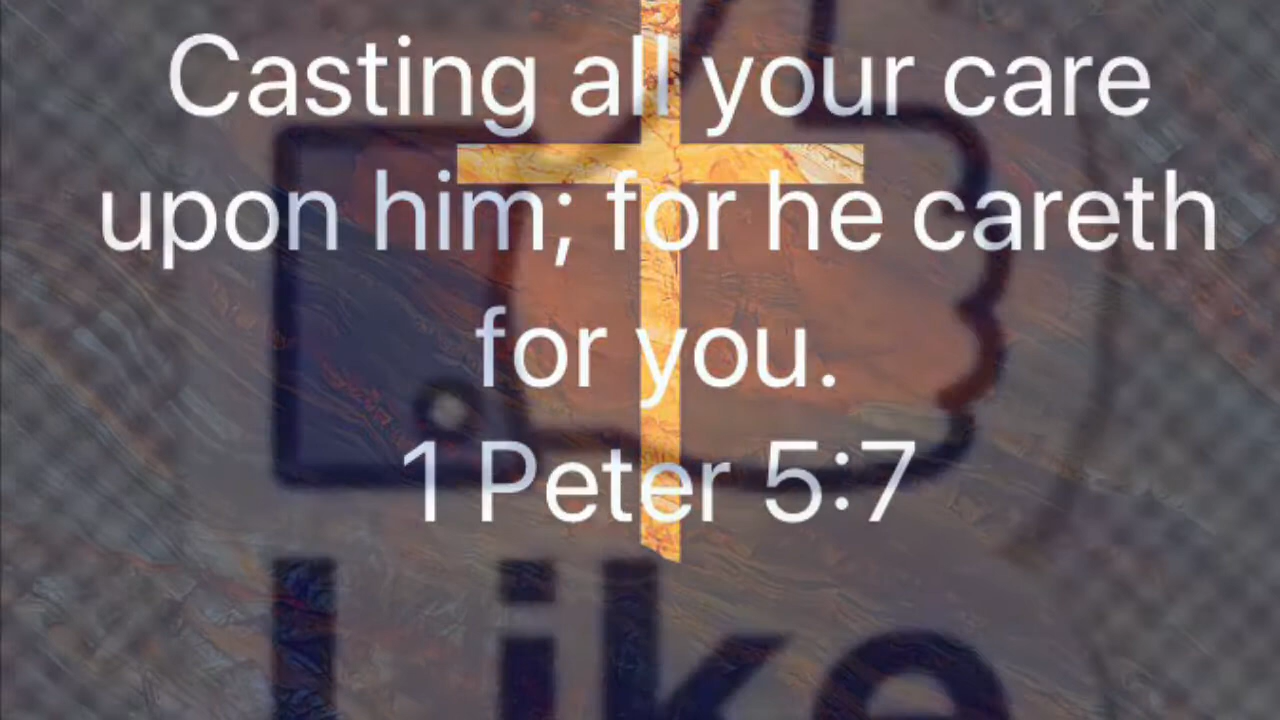 Casting all your care
upon him; for he careth
for you.
1 Peter 5:7
Like